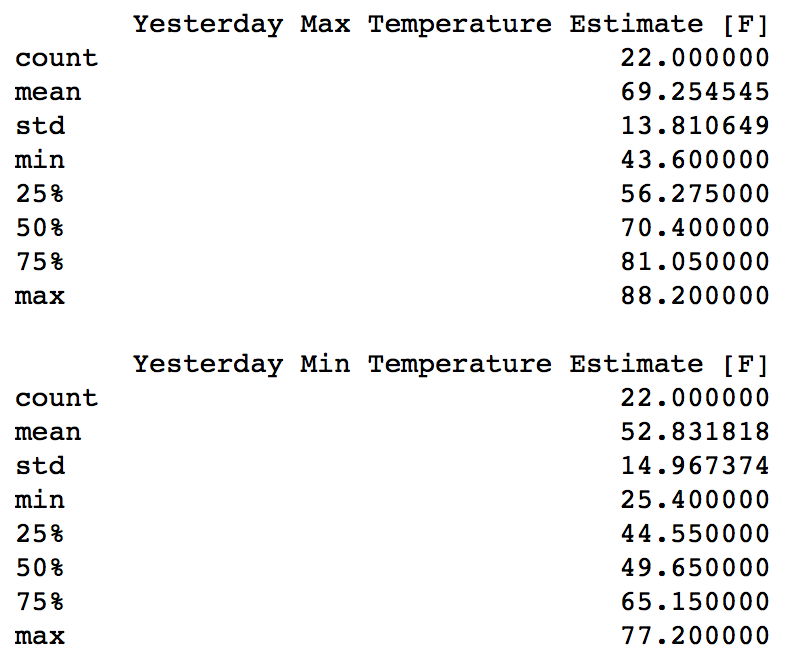 Yesterday Max Temperature Estimate [F]
count 22.000000
mean 69.254545
std 13.810649
min 43.600000
25% 56.275000
50% 70.400000
75% 81.050000
max 88.200000
Yesterday Min Temperature Estimate [F]
count 22.000000
mean 52.831818
std 14.967374
min 25.400000
25% 44.550000
50% 49.650000
75% 65.150000
max 77.200000